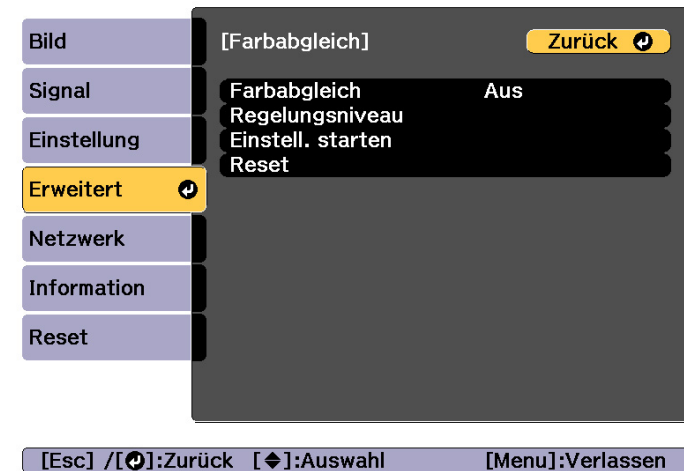 Bild
Signal
Einstellung
Erweitert
Netzwerk
Information
Reset
[Farbabgleich]
Zurück
Farbabgleich Aus
Regelungsniveau
Einstell. starten
Reset
[Esc] /[ ]:Zurück [ ]:Auswahl [Menu]:Verlassen